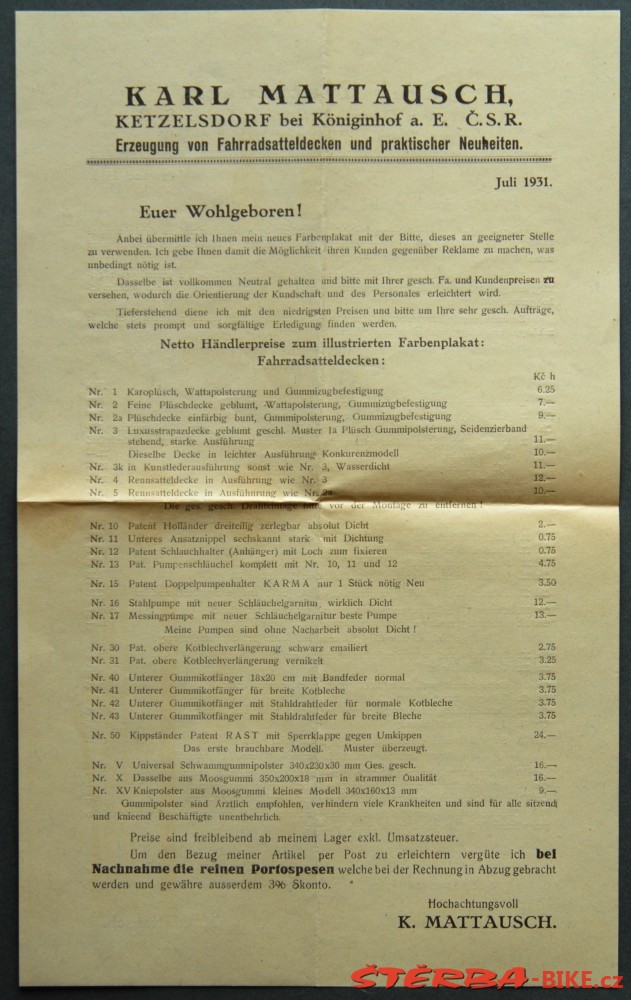 KARL MATTAUSCH,
KETZELSDORF bei Königinhof a. E. Č.S.R.
Erzeugung von Fahrradsatteldecken und praktischer Neuheiten.
Juli 1931.
Euer Wohlgeboren!
Anbei übermittle ich Ihnen mein neues Farbenplakat mit der Bitte, dieses an geeigneter Stelle
zu verwenden. Ich gebe Ihnen damit die Möglichkeit ihren Kunden gegenüber Reklame zu machen, was
unbedingt nötig ist.
Dasselbe ist vollkommen Neutral gehalten und bitte mit Ihrer gesch. Fa. und Kundenpreisen zu
versehen, wodurch die Orientierung der Kundschaft und des Personales erleichtert wird.
Tieferstehend diene ich mit den niedrigsten Preisen und bitte um Ihre sehr gesch. Aufträge,
welche stets prompt und sorgfältige Erledigung finden werden.
Netto Händlerpreise zum illustrierten Farbenplakat:
Fahrradsatteldecken:
Kč h
Nr. 1 Karoplüsch, Wattapolsterung und Gummizugbefestigung 6.25
Nr. 2 Feine Plüschdecke geblumt, Wattapolsterung, Gummizugbefestigung 7.—
Nr. 2a Plüschdecke einfärbig bunt, Gummipolsterung, Gummizugbefestigung 9.—
Nr. 3 Luxusstrapazdecke geblumt geschl. Muster 1a Plüsch Gummipolsterung, Seidenzierband
stehend, starke Ausführung 11.—
Dieselbe Decke in leichter Ausführung Konkurenzmodell 10.—
Nr. 3k in Kunstlederausführung sonst wie Nr. 3, Wasserdicht 11.—
Nr. 4 Rennsatteldecke in Ausführung wie Nr. 3 12.—
Nr. 5 Rennsatteldecke in Ausführung wie Nr. 2a 10.—
Die ges. gesch. Drahteinlage vor der Montage zu entfernen!
Nr. 10 Patent Holländer dreiteilig zerlegbar absolut Dicht 2.—
Nr. 11 Unteres Ansatznippel sechskannt stark mit Dichtung 0.75
Nr. 12 Patent Schlauchhalter (Anhänger) mit Loch zum fixieren 0.75
Nr. 13 Pat. Pumpenschläuchel komplett mit Nr. 10, 11 und 12 4.75
Nr. 15 Patent Doppelpumpenhalter KARMA nur 1 Stück nötig Neu 3.50
Nr. 16 Stahlpumpe mit neuer Schläuchelgarnitur wirklich Dicht 12.—
Nr. 17 Messingpumpe mit neuer Schläuchelgarnitur beste Pumpe 13.—
Meine Pumpen sind ohne Nacharbeit absolut Dicht!
Nr. 30 Pat. obere Kotblechverlängerung schwarz emailiert 2.75
Nr. 31 Pat. obere Kotblechverlängerung vernikelt 3.25
Nr. 40 Unterer Gummikotfänger 18x20 cm mit Bandfeder normal 3.75
Nr. 41 Unterer Gummikotfänger für breite Kotbleche 3.75
Nr. 42 Unterer Gummikotfänger mit Stahldrahtfeder für normale Kotbleche 3.75
Nr. 43 Unterer Gummikotfänger mit Stahldrahtfeder für breite Bleche 3.75
Nr. 50 Kippständer Patent RAST mit Sperrklappe gegen Umkippen 24.—
Das erste brauchbare Modell. Muster überzeugt.
Nr. V Universal Schwammgummipolster 340x230x30 mm Ges. gesch. 16.—
Nr. X Dasselbe aus Moosgummi 350x200x18 mm in strammer Qualität 16.—
Nr. XV Kniepolster aus Moosgummi kleines Modell 340x160x13 mm 9.—
Gummipolster sind Ärztlich empfohlen, verhindern viele Krankheiten und sind für alle sitzend
und knieend Beschäftigte unentbehrlich.
Preise sind freibleibend ab meinem Lager exkl. Umsatzsteuer.
Um den Bezug meiner Artikel per Post zu erleichtern vergüte ich bei
Nachnahme die reinen Portospesen welche bei der Rechnung in Abzug gebracht
werden und gewähre ausserdem 3% Skonto.
Hochachtungsvoll
K. MATTAUSCH.
ŠTĚRBA-BIKE.cz